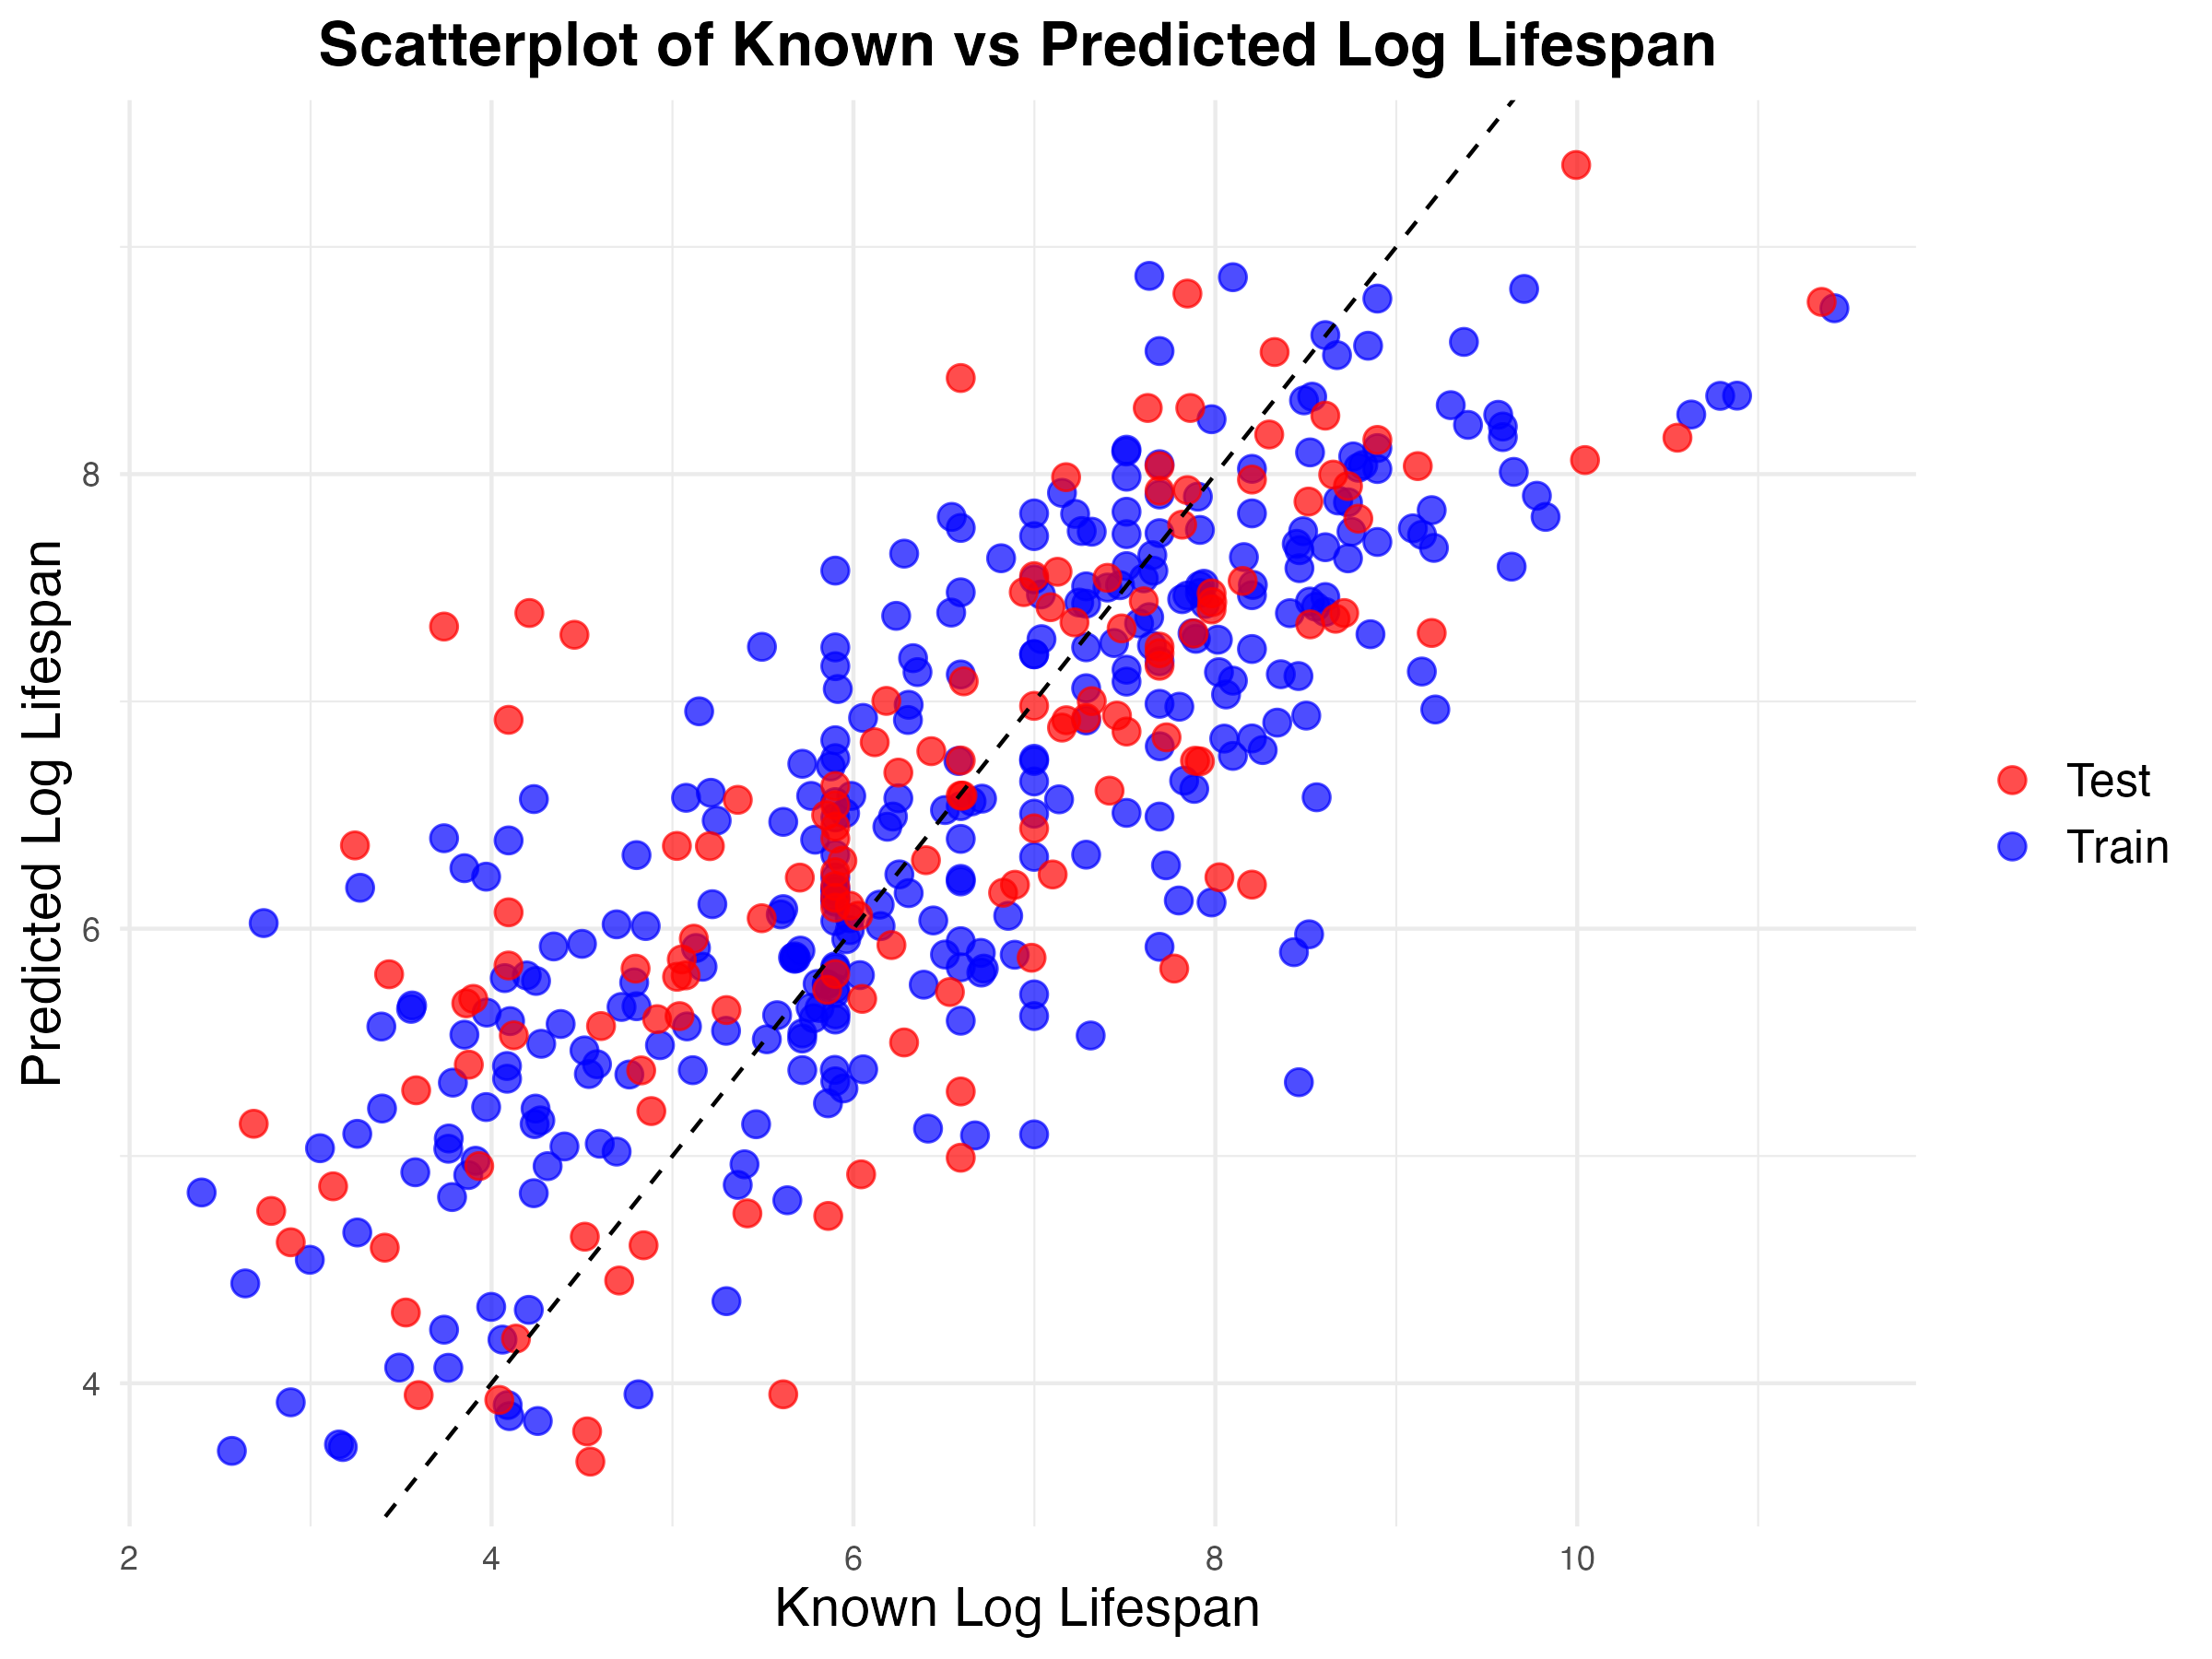 Scatterplot of Known vs Predicted Log Lifespan
Predicted Log Lifespan
8
6
4
2 4 6 8 10
Known Log Lifespan
Test
Train